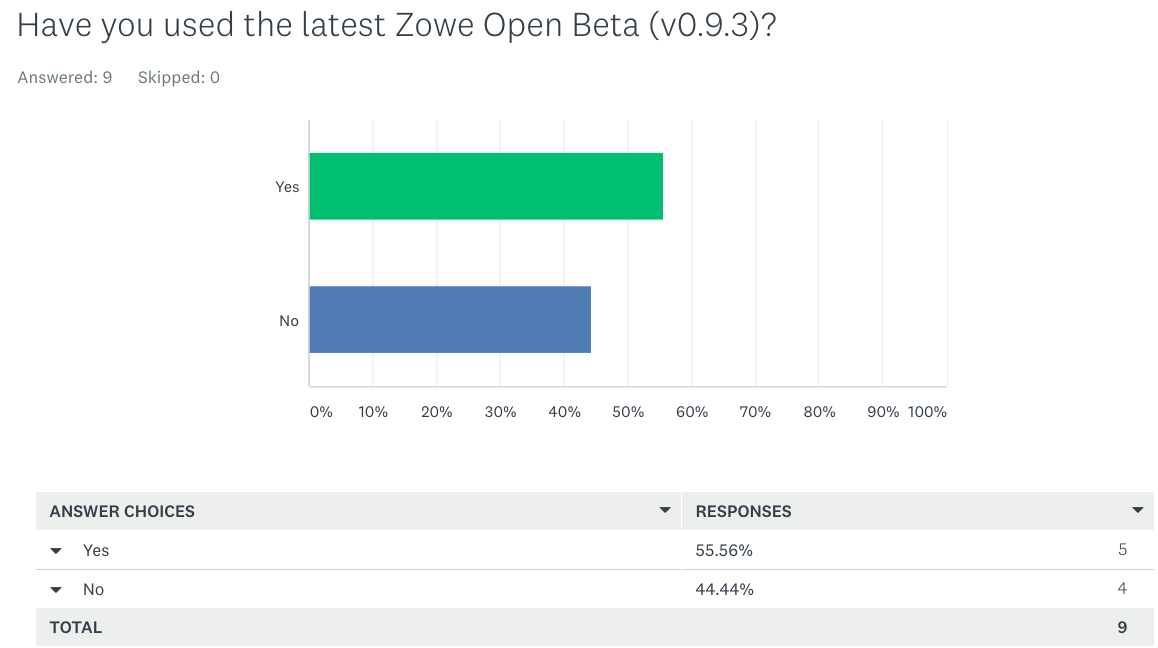 Have you used the latest Zowe Open Beta (v0.9.3)?
Answered: 9 Skipped: 0
Yes
No
0% 10% 20% 30% 40% 50% 60% 70% 80% 90% 100%
ANSWER CHOICES RESPONSES
Yes 55.56% 5
No 44.44% 4
TOTAL 9